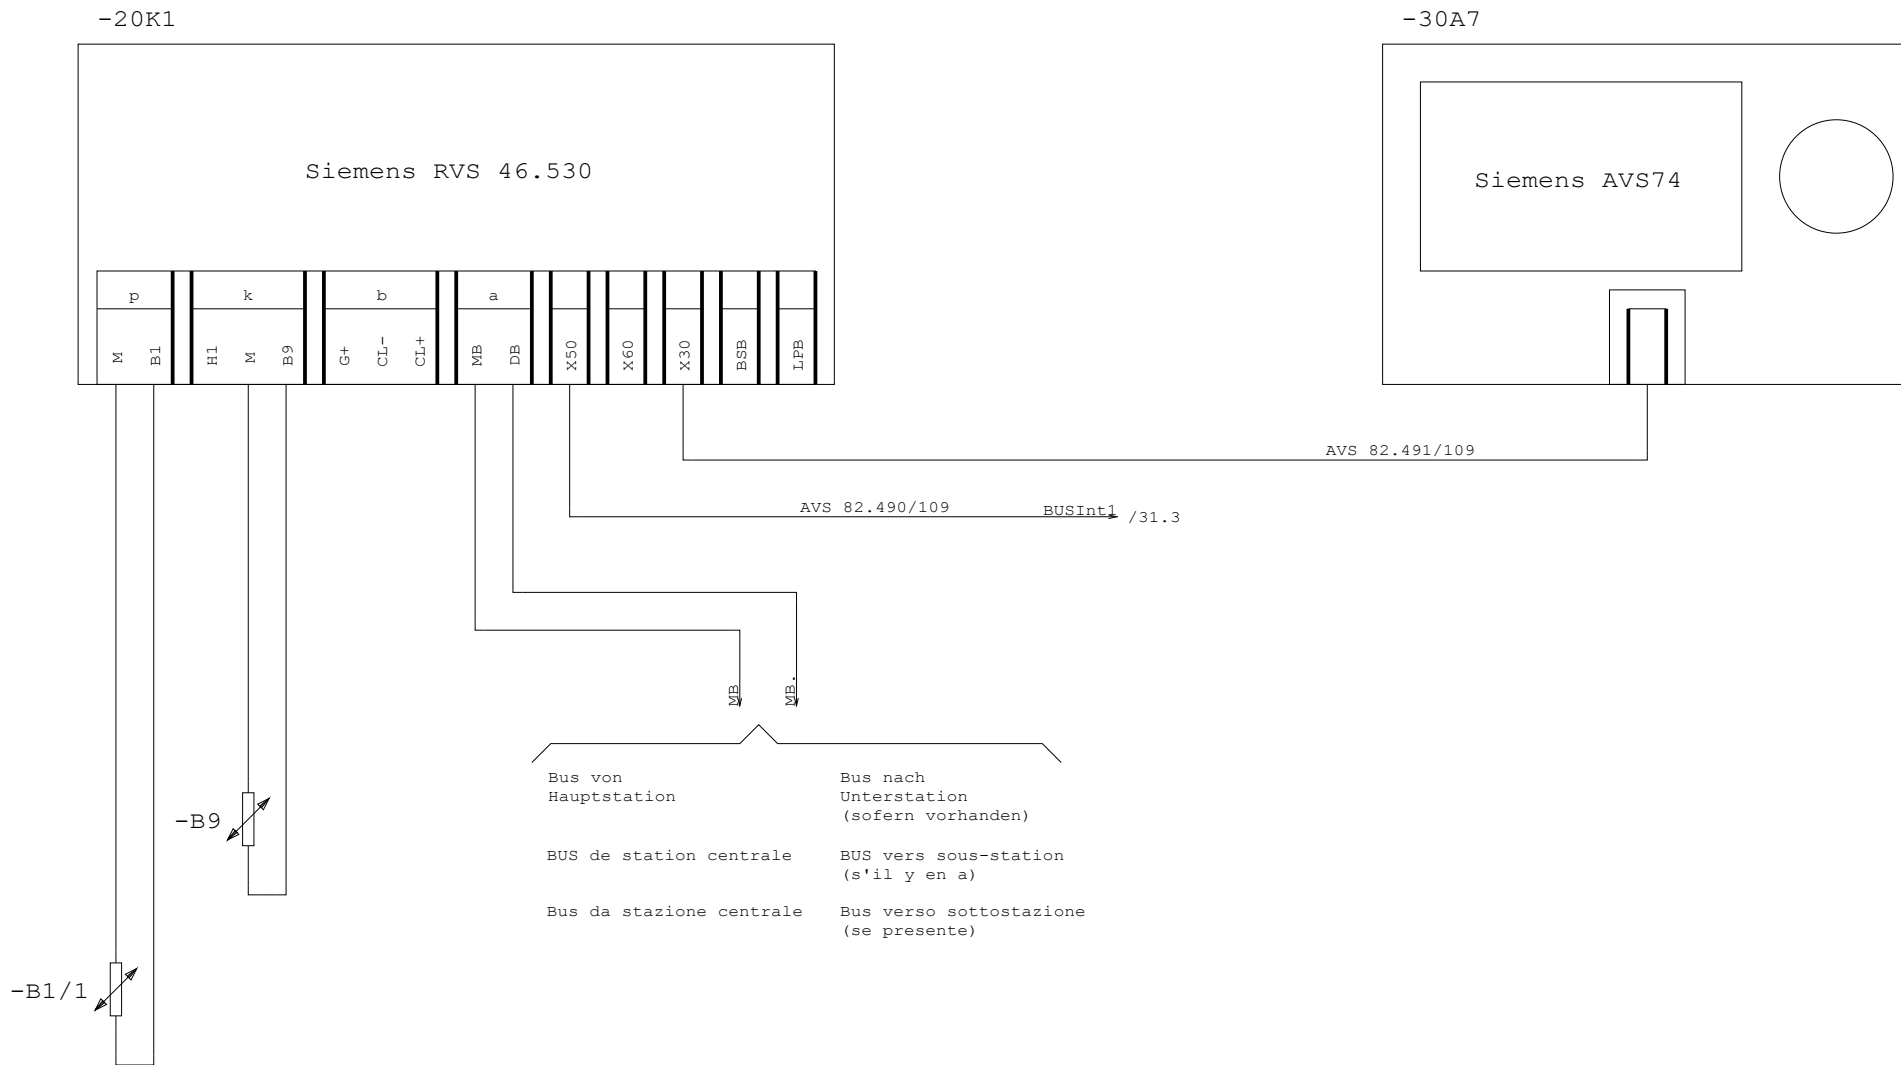 -20K1
-30A7
Siemens RVS 46.530
Siemens AVS74
p
k
b
a
M
B1
H1
M
B9
G+
CL-
CL+
MB
DB
X50
X60
X30
BSB
LPB
AVS 82.491/109
AVS 82.490/109
BUSInt1
/31.3
MB
MB.
Bus von
Hauptstation
Bus nach
Unterstation
(sofern vorhanden)
-B9
BUS de station centrale
BUS vers sous-station
(s'il y en a)
Bus da stazione centrale
Bus verso sottostazione
(se presente)
-B1/1